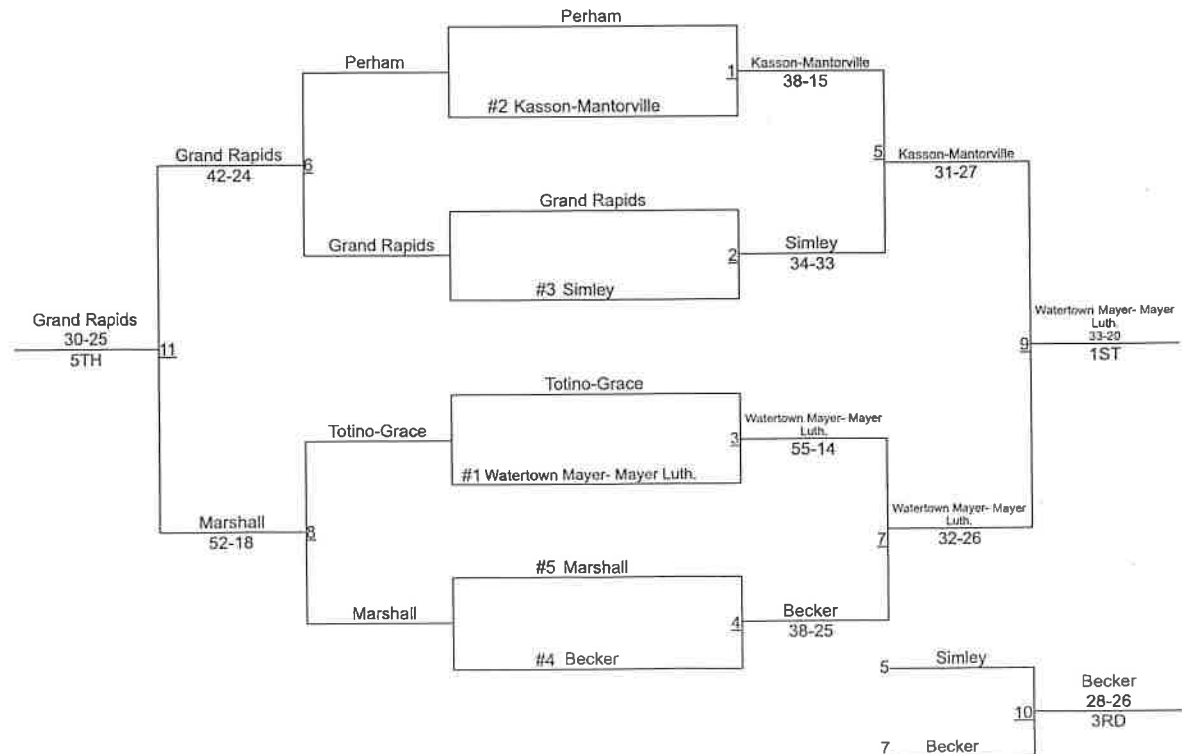 Perham
Perham
1
Kasson-Mantorville
38-15
#2 Kasson-Mantorville
Grand Rapids
42-24
6
5
Kasson-Mantorville
31-27
Grand Rapids
Grand Rapids
2
Simley
34-33
#3 Simley
Grand Rapids
30-25
5TH
11
9
Watertown Mayer- Mayer
Luth.
33-20
1ST
Totino-Grace
Totino-Grace
3
Watertown Mayer- Mayer
Luth.
55-14
#1 Watertown Mayer- Mayer Luth.
Marshall
52-18
8
7
Watertown Mayer- Mayer
Luth.
32-26
#5 Marshall
Marshall
4
Becker
38-25
#4 Becker
5
Simley
10
Becker
28-26
3RD
7
Becker